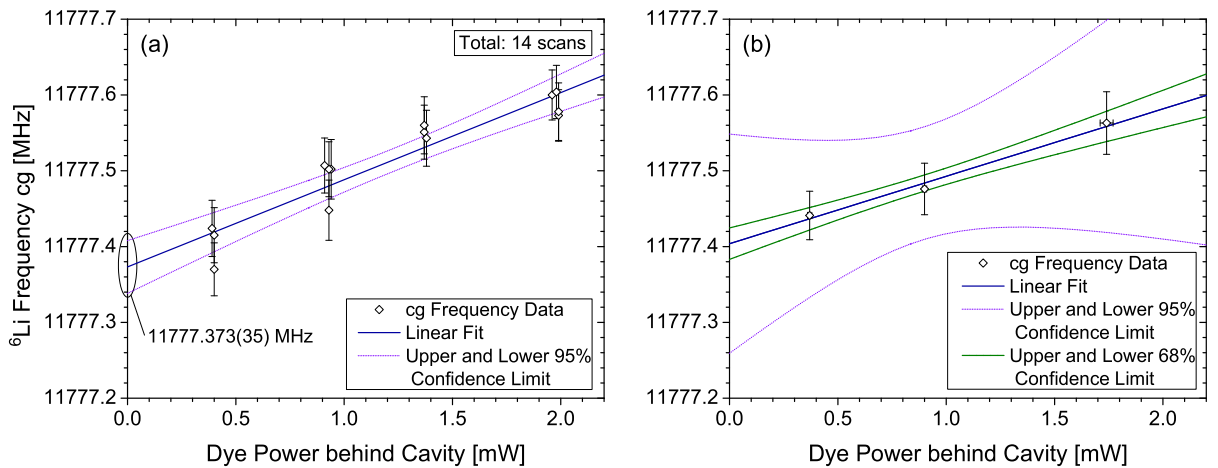 (a)
Total: 14 scans
11777.7
11777.6
11777.5
11777.4
11777.3
11777.2
⁶Li Frequency cg [MHz]
11777.373(35) MHz
cg Frequency Data
Linear Fit
Upper and Lower 95%
Confidence Limit
0.0 0.5 1.0 1.5 2.0
Dye Power behind Cavity [mW]
(b)
11777.7
11777.6
11777.5
11777.4
11777.3
11777.2
cg Frequency Data
Linear Fit
Upper and Lower 95%
Confidence Limit
Upper and Lower 68%
Confidence Limit
0.0 0.5 1.0 1.5 2.0
Dye Power behind Cavity [mW]